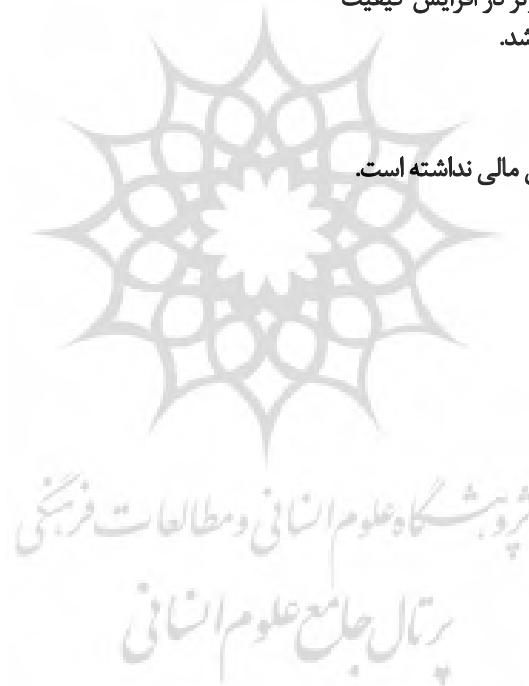 در افزایش کیفیت
شد.
مالی نداشته است.
پژوهشگاه علوم انسانی و مطالعات فرهنگی
پرتال جامع علوم انسانی